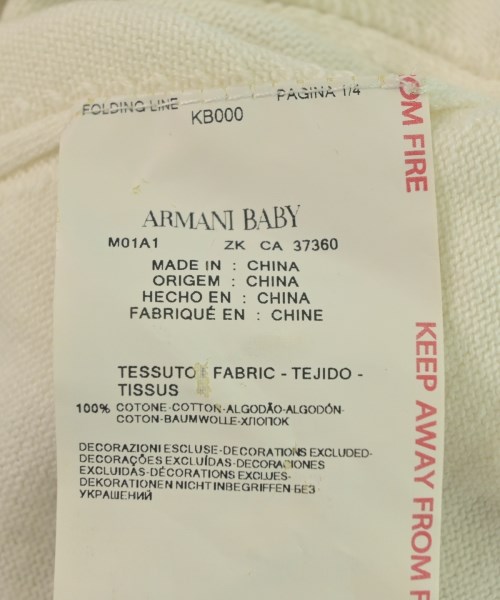 FOLDING LINE PAGINA 1/4
KB000
ARMANI BABY
M01A1 ZK CA 37360
MADE IN : CHINA
ORIGEM : CHINA
HECHO EN : CHINA
FABRIQUÉ EN : CHINE
TESSUTO FABRIC - TEJIDO -
TISSUS
100% COTONE-COTTON-ALGODÃO-ALGODÓN-
COTON-BAUMWOLLE-ХЛОПОК
DECORAZIONI ESCLUSE-DECORATIONS EXCLUDED-
DECORAÇÕES EXCLUÍDAS-DECORACIONES
EXCLUIDAS-DÉCORATIONS EXCLUES-
DEKORATIONEN NICHT INBEGRIFFEN-БЕЗ
УКРАШЕНИЙ
OM FIRE
KEEP AWAY FROM F